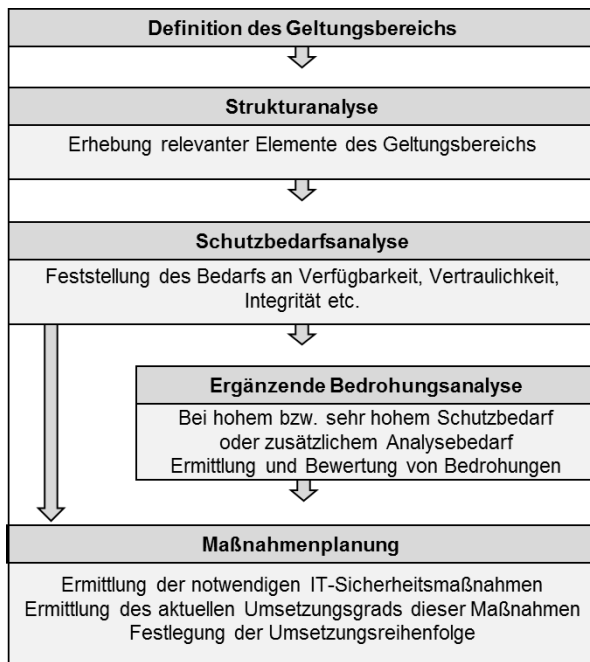 Definition des Geltungsbereichs
Strukturanalyse
Erhebung relevanter Elemente des Geltungsbereichs
Schutzbedarfsanalyse
Feststellung des Bedarfs an Verfügbarkeit, Vertraulichkeit,
Integrität etc.
Ergänzende Bedrohungsanalyse
Bei hohem bzw. sehr hohem Schutzbedarf
oder zusätzlichem Analysebedarf
Ermittlung und Bewertung von Bedrohungen
Maßnahmenplanung
Ermittlung der notwendigen IT-Sicherheitsmaßnahmen
Ermittlung des aktuellen Umsetzungsgrads dieser Maßnahmen
Festlegung der Umsetzungsreihenfolge